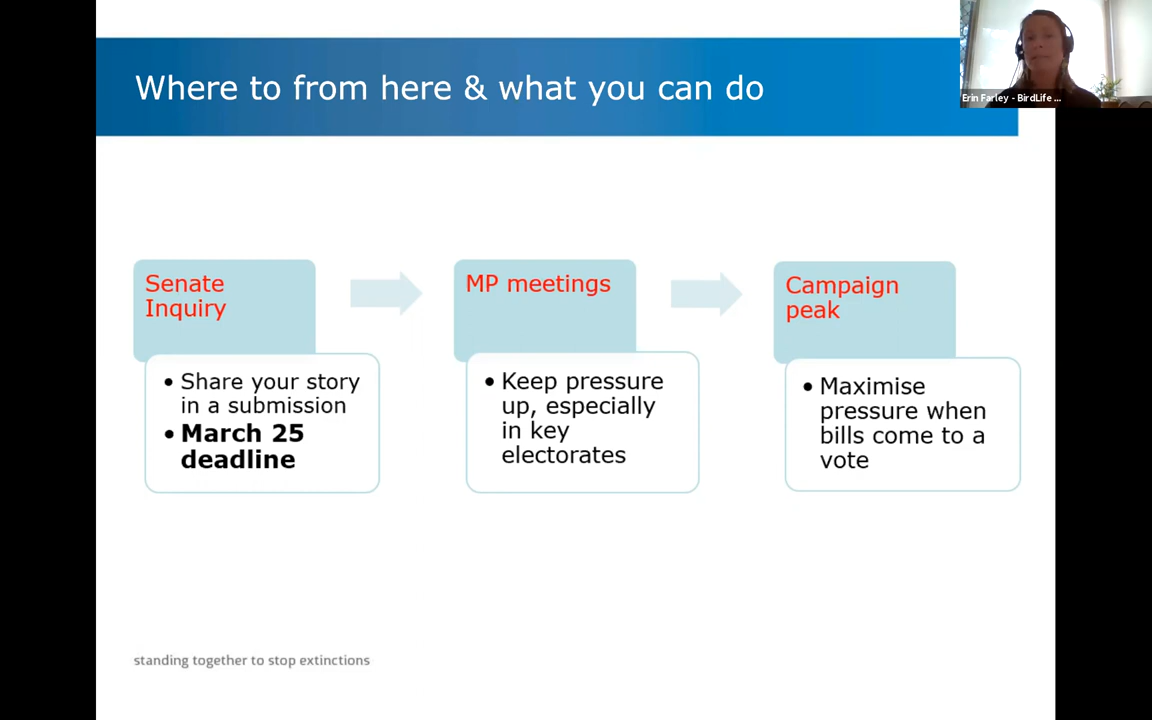 Where to from here & what you can do
Erin Farley - BirdLife ...
Senate
Inquiry
• Share your story
in a submission
• March 25
deadline
MP meetings
• Keep pressure
up, especially
in key
electorates
Campaign
peak
• Maximise
pressure when
bills come to a
vote
standing together to stop extinctions